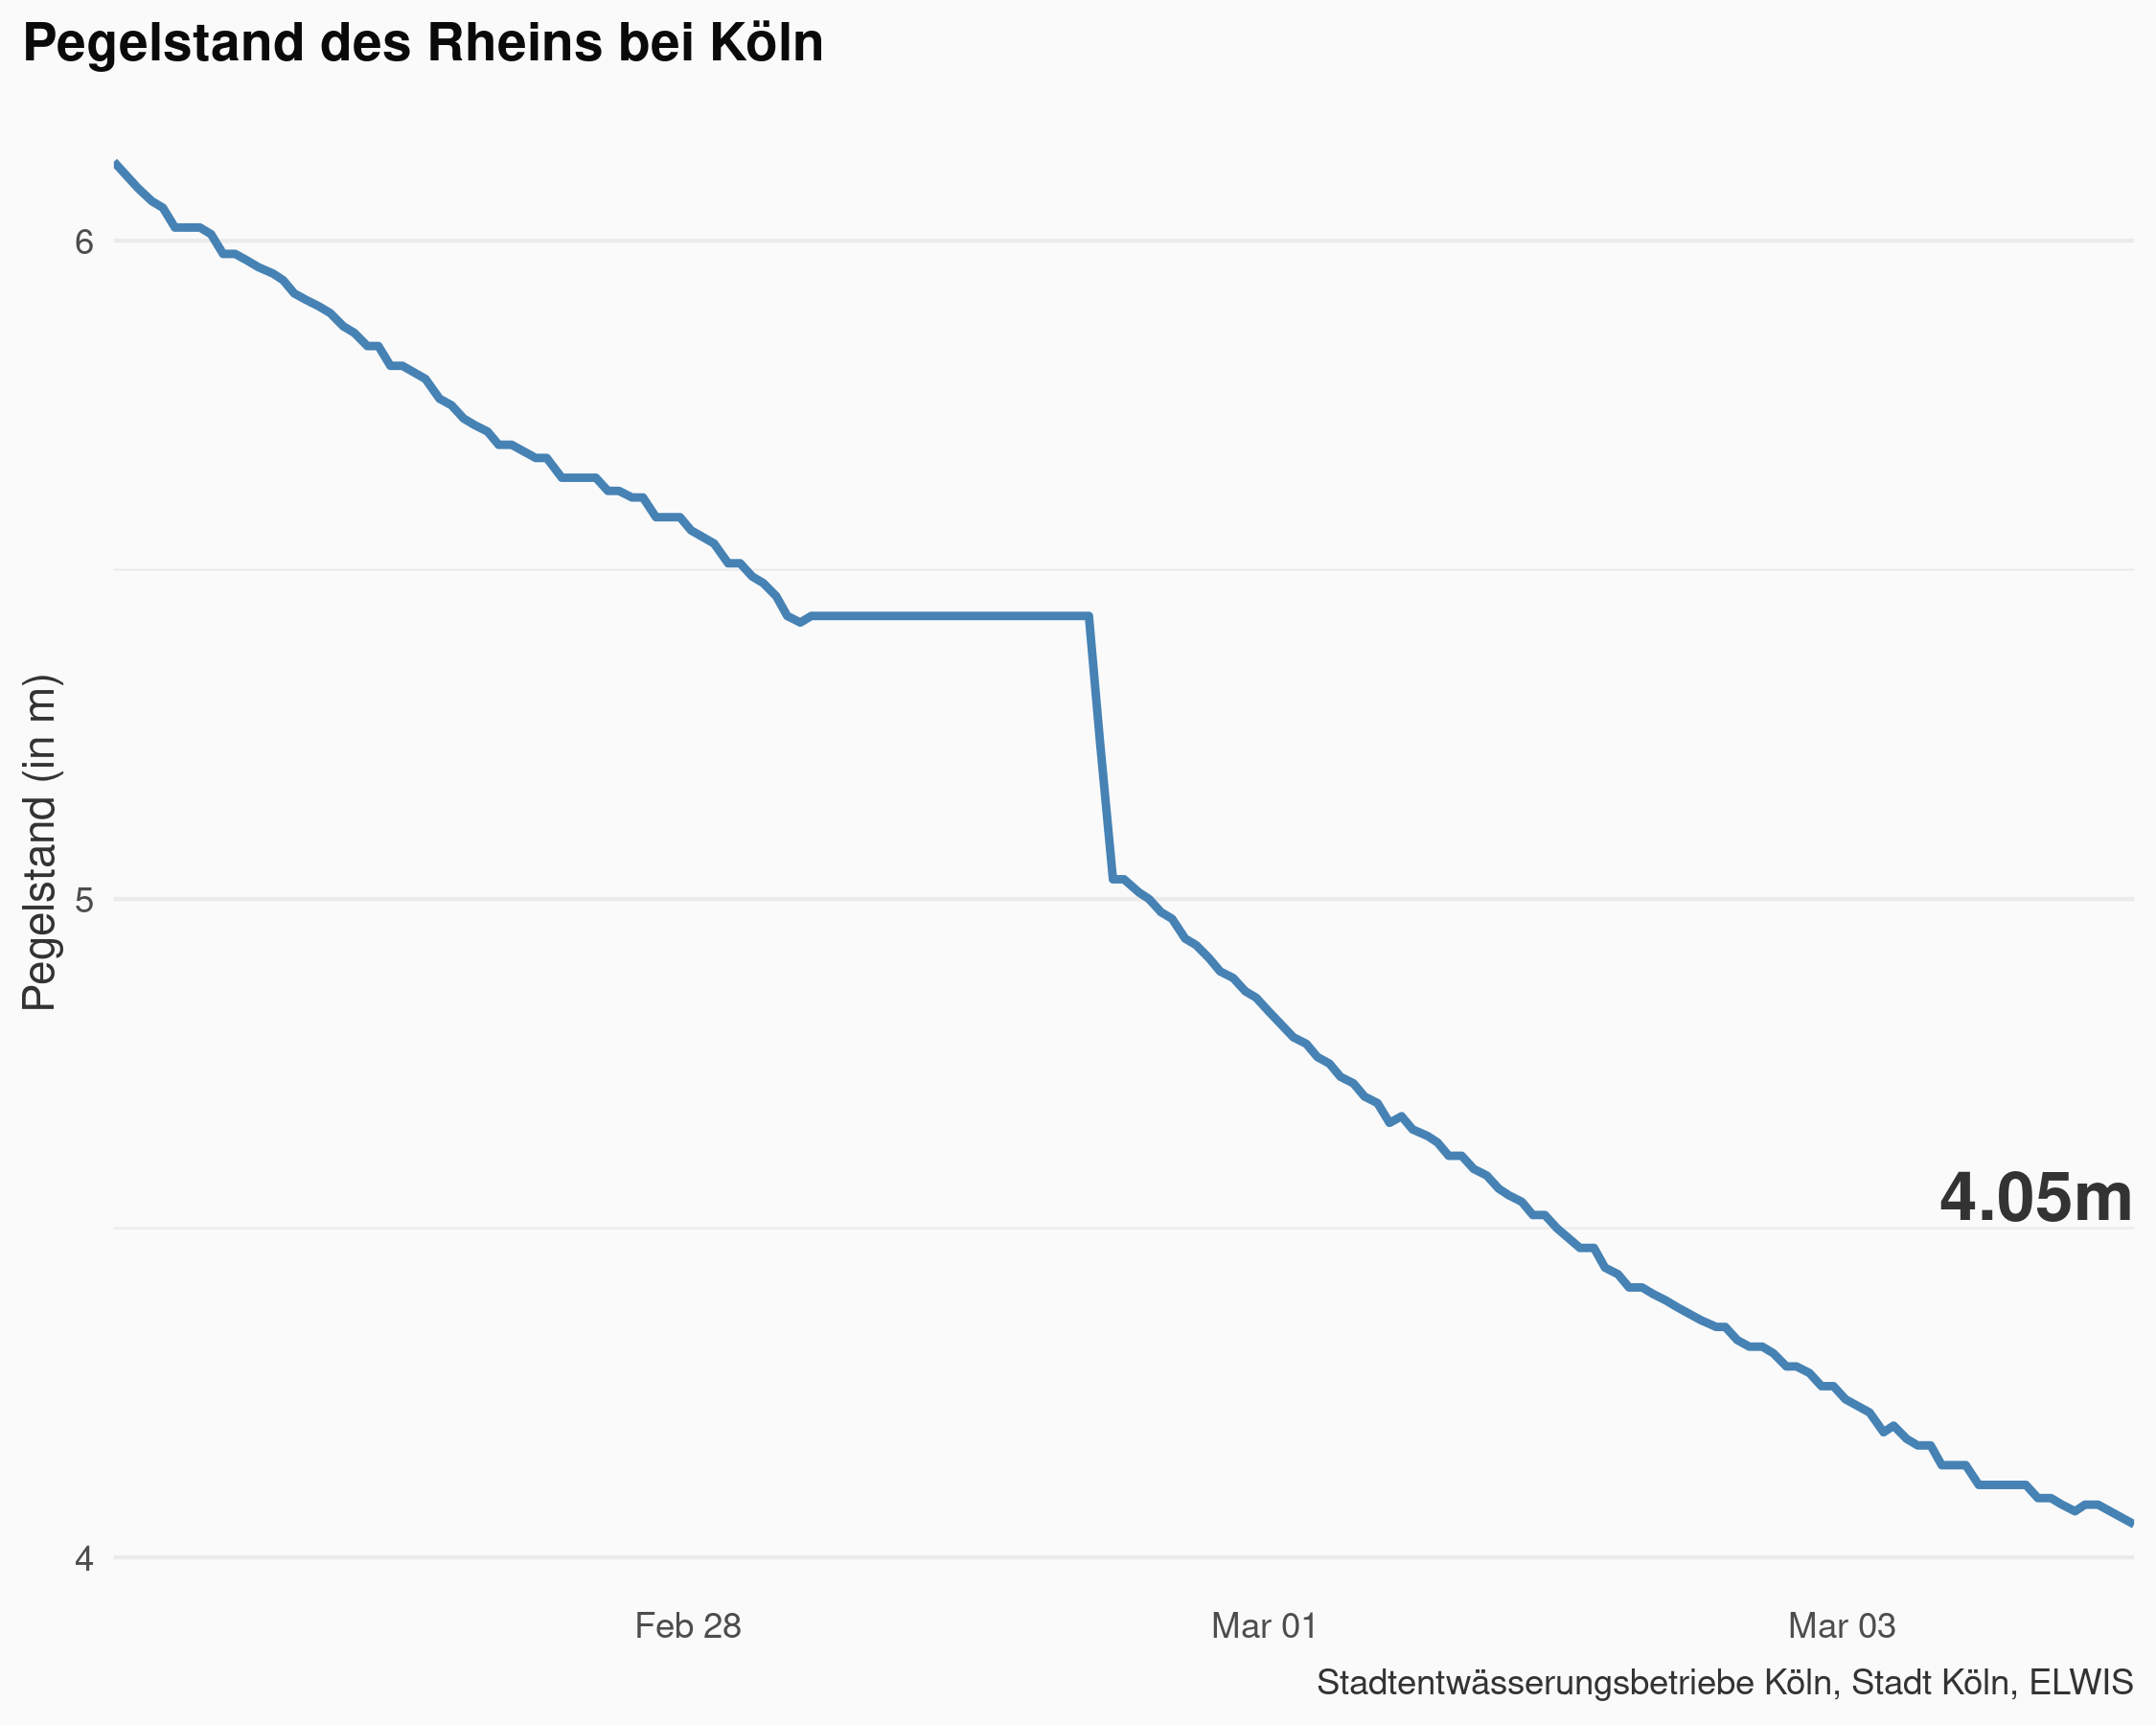 Pegelstand des Rheins bei Köln
Pegelstand (in m)
6
5
4
4.05m
Feb 28
Mar 01
Mar 03
Stadtentwässerungsbetriebe Köln, Stadt Köln, ELWIS